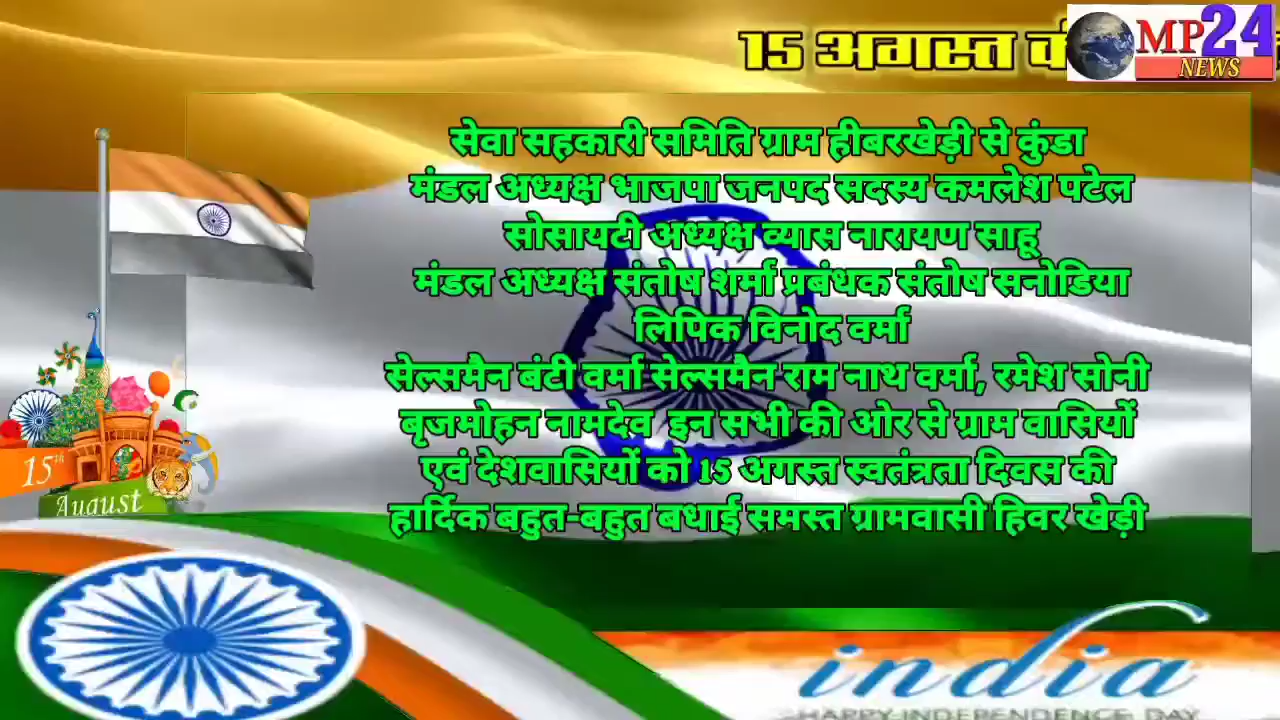 15 अगस्त की
MP24
NEWS
सेवा सहकारी समिति ग्राम हीबरखेड़ी से कुंडा
मंडल अध्यक्ष भाजपा जनपद सदस्य कमलेश पटेल
सोसायटी अध्यक्ष व्यास नारायण साहू
मंडल अध्यक्ष संतोष शर्मा प्रबंधक संतोष सनोडिया
लिपिक विनोद वर्मा
सेल्समैन बंटी वर्मा सेल्समैन राम नाथ वर्मा, रमेश सोनी
बृजमोहन नामदेव इन सभी की ओर से ग्राम वासियों
एवं देशवासियों को 15 अगस्त स्वतंत्रता दिवस की
हार्दिक बहुत-बहुत बधाई समस्त ग्रामवासी हिवर खेड़ी
15th
August
india
HAPPY INDEPENDENCE DAY